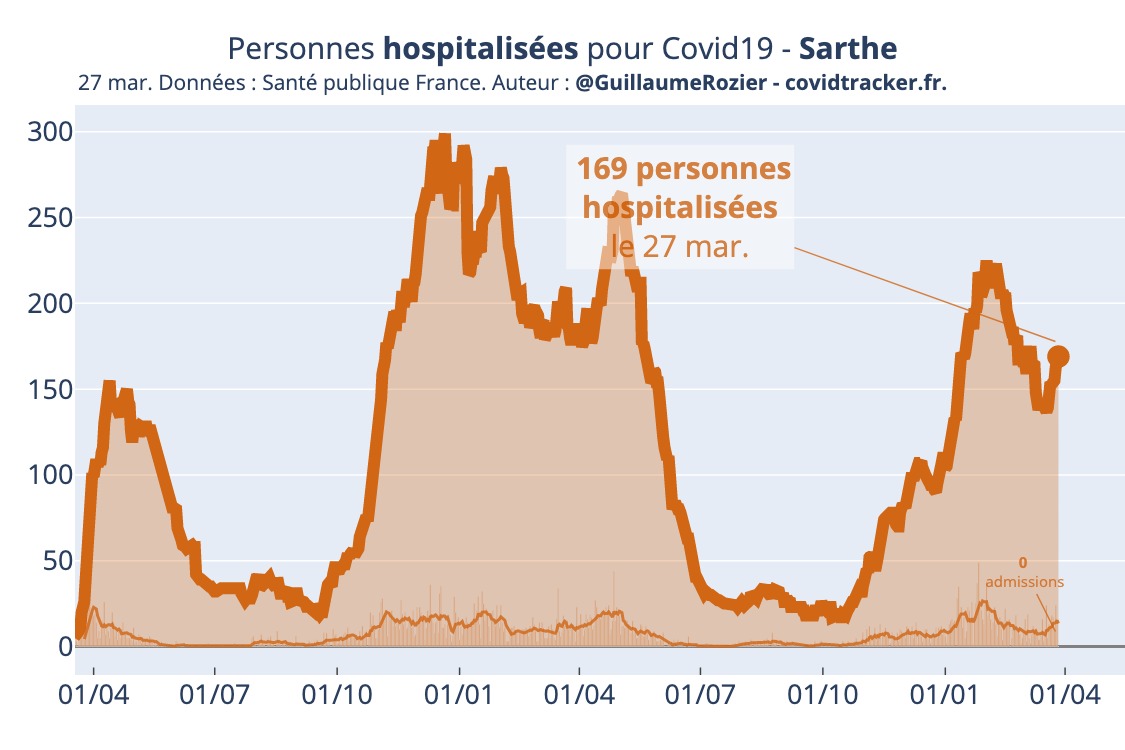 Personnes hospitalisées pour Covid19 - Sarthe
27 mar. Données : Santé publique France. Auteur : @GuillaumeRozier - covidtracker.fr.
300
250
200
150
100
50
0
169 personnes
hospitalisées
le 27 mar.
0
admissions
01/04
01/07
01/10
01/01
01/04
01/07
01/10
01/01
01/04